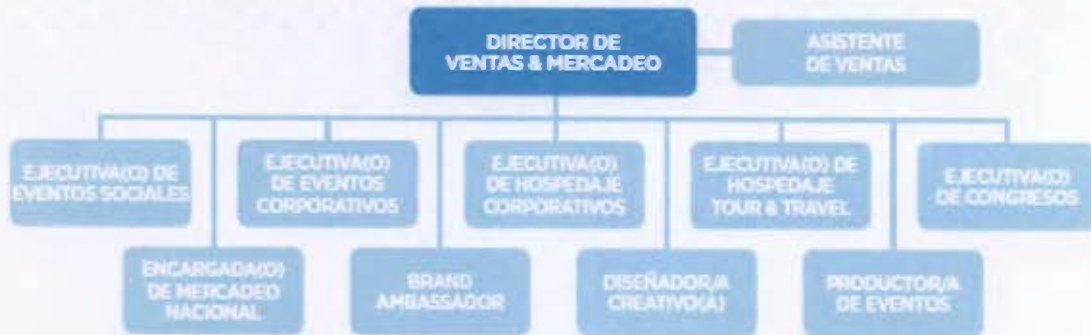 DIRECTOR DE
VENTAS & MERCADEO
ASISTENTE
DE VENTAS
EJECUTIVA(O) DE
EVENTOS SOCIALES
EJECUTIVA(O)
DE EVENTOS
CORPORATIVOS
EJECUTIVA(O)
DE HOSPEDAJE
CORPORATIVOS
EJECUTIVA(O) DE
HOSPEDAJE
TOUR & TRAVEL
EJECUTIVA(O)
DE CONGRESOS
ENCARGADA(O)
DE MERCADEO
NACIONAL
BRAND
AMBASSADOR
DISEÑADOR/A
CREATIVO(A)
PRODUCTOR/A
DE EVENTOS